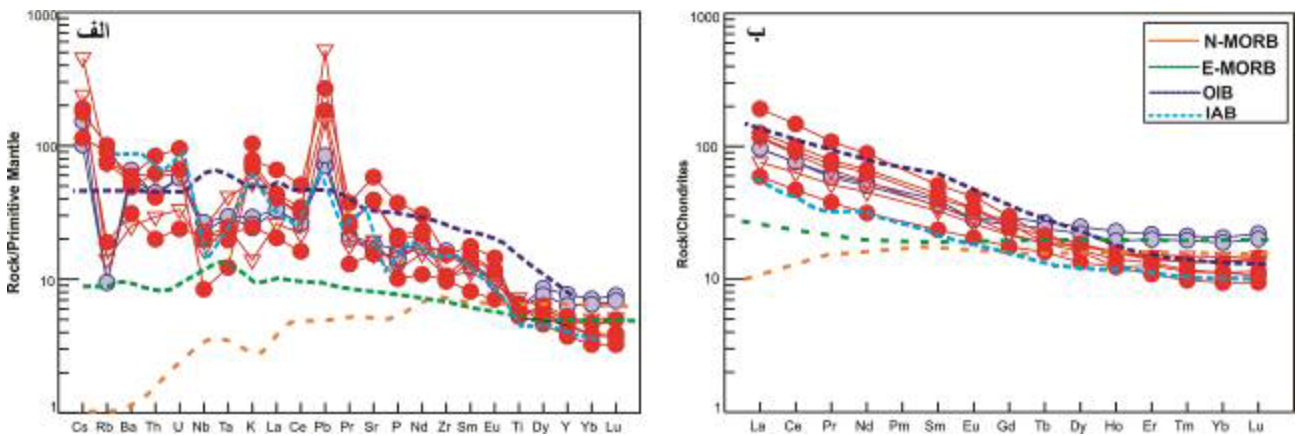 الف
1000
100
10
1
Rock/Primitive Mantle
Cs Rb Ba Th U Nb Ta K La Ce Pb Pr Sr P Nd Zr Sm Eu Ti Dy Y Yb Lu
ب
1000
100
10
1
Rock/Chondrites
N-MORB
E-MORB
OIB
IAB
La Ce Pr Nd Pm Sm Eu Gd Tb Dy Ho Er Tm Yb Lu